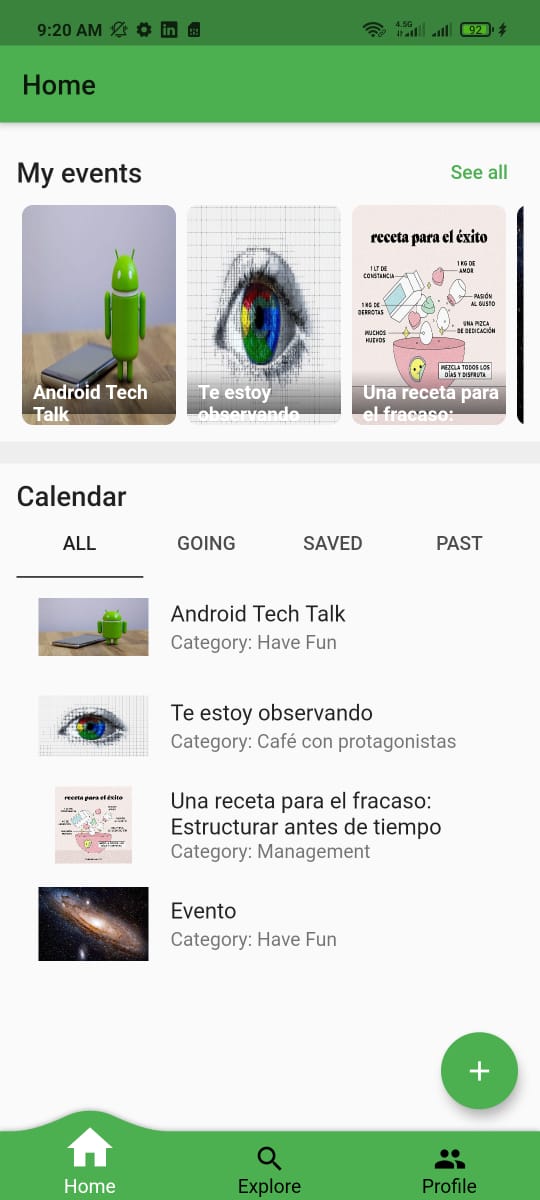 9:20 AM
4.5G
92
Home
My events
See all
receta para el éxito
1 LT DE
CONSTANCIA
1 KG DE
AMOR
1 KG DE
DERROTAS
PASIÓN
AL GUSTO
MUCHOS
HUEVOS
UNA PIZCA
DE DEDICACIÓN
MEZCLA TODOS LOS
DÍAS Y DISFRUTA
Android Tech
Talk
Te estoy
observando
Una receta para
el fracaso:
Calendar
ALL
GOING
SAVED
PAST
Android Tech Talk
Category: Have Fun
Te estoy observando
Category: Café con protagonistas
receta para el éxito
Una receta para el fracaso:
Estructurar antes de tiempo
Category: Management
Evento
Category: Have Fun
Home
Explore
Profile